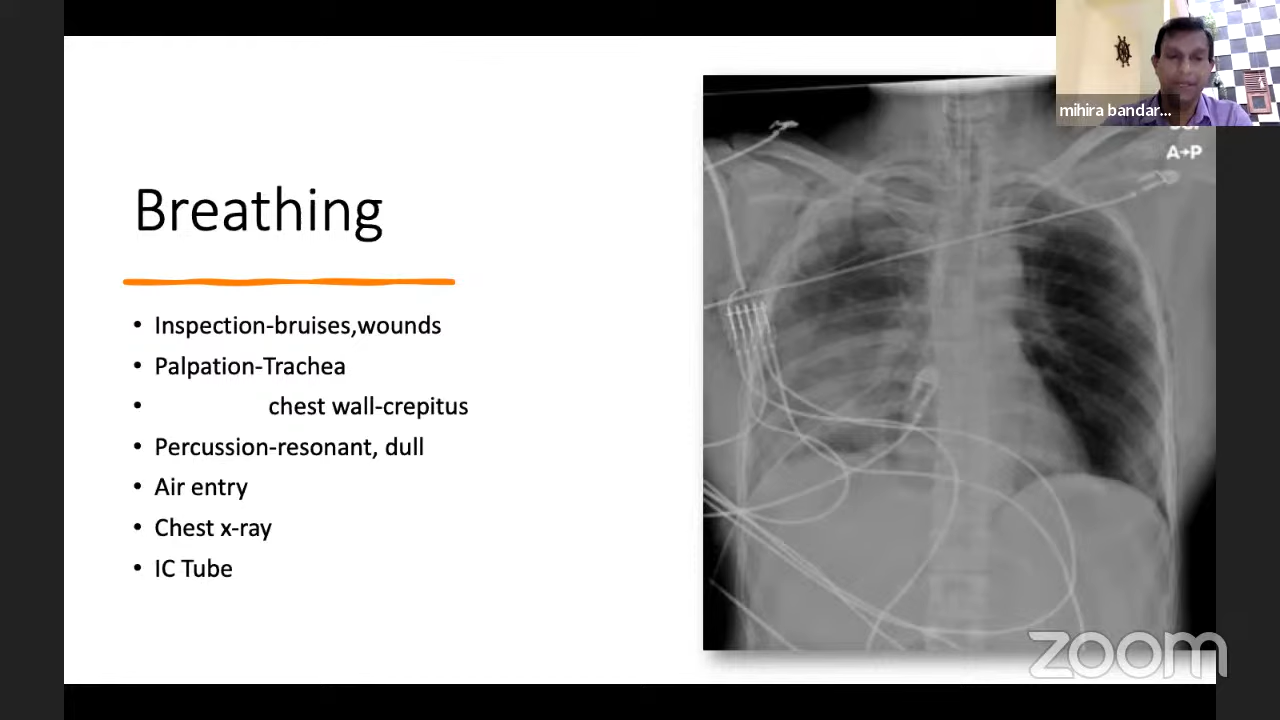 mihira bandar...
A→P
Breathing
• Inspection-bruises,wounds
• Palpation-Trachea
• chest wall-crepitus
• Percussion-resonant, dull
• Air entry
• Chest x-ray
• IC Tube
zoom